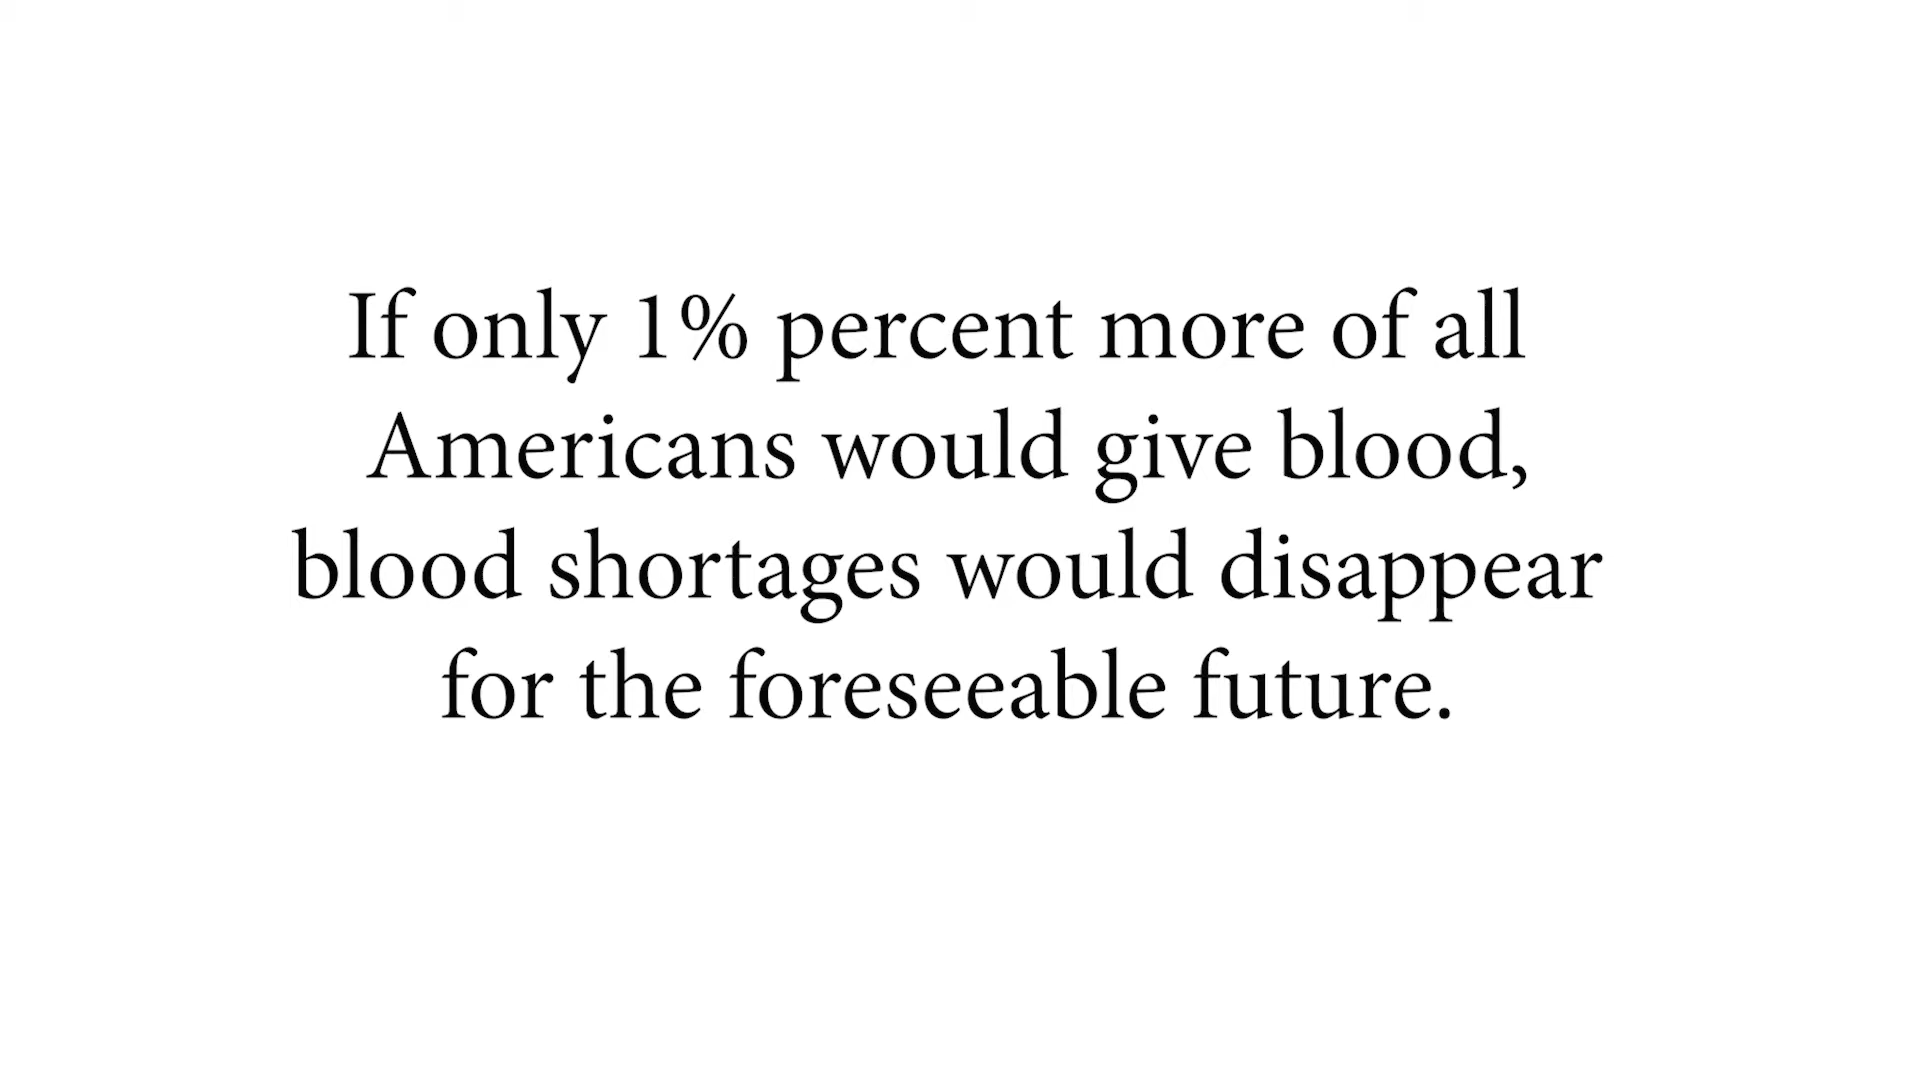 If only 1% percent more of all
Americans would give blood,
blood shortages would disappear
for the foreseeable future.